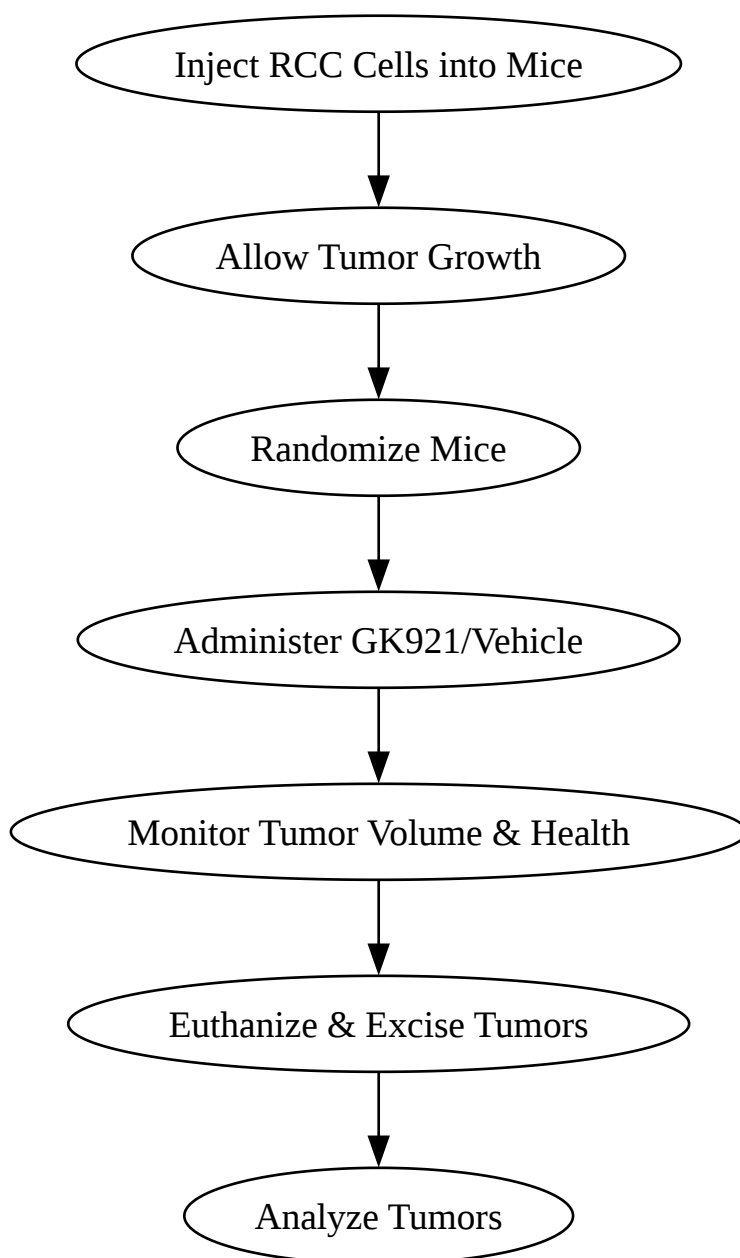 Inject RCC Cells into Mice
Allow Tumor Growth
Randomize Mice
Administer GK921/Vehicle
Monitor Tumor Volume & Health
Euthanize & Excise Tumors
Analyze Tumors